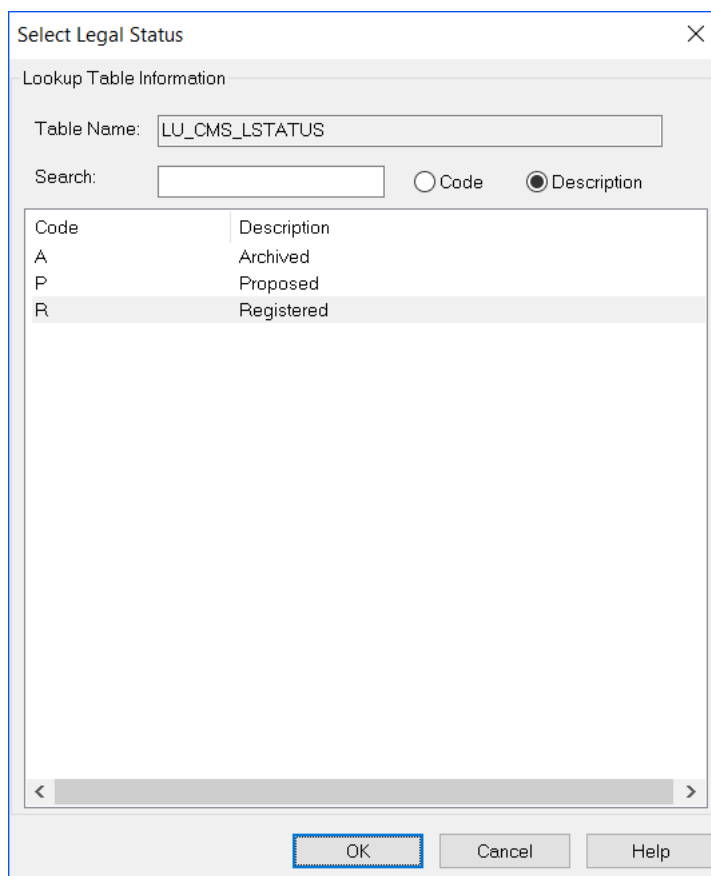 Select Legal Status
Lookup Table Information
Table Name: LU_CMS_LSTATUS
Search: Code Description
Code Description
A Archived
P Proposed
R Registered
OK Cancel Help